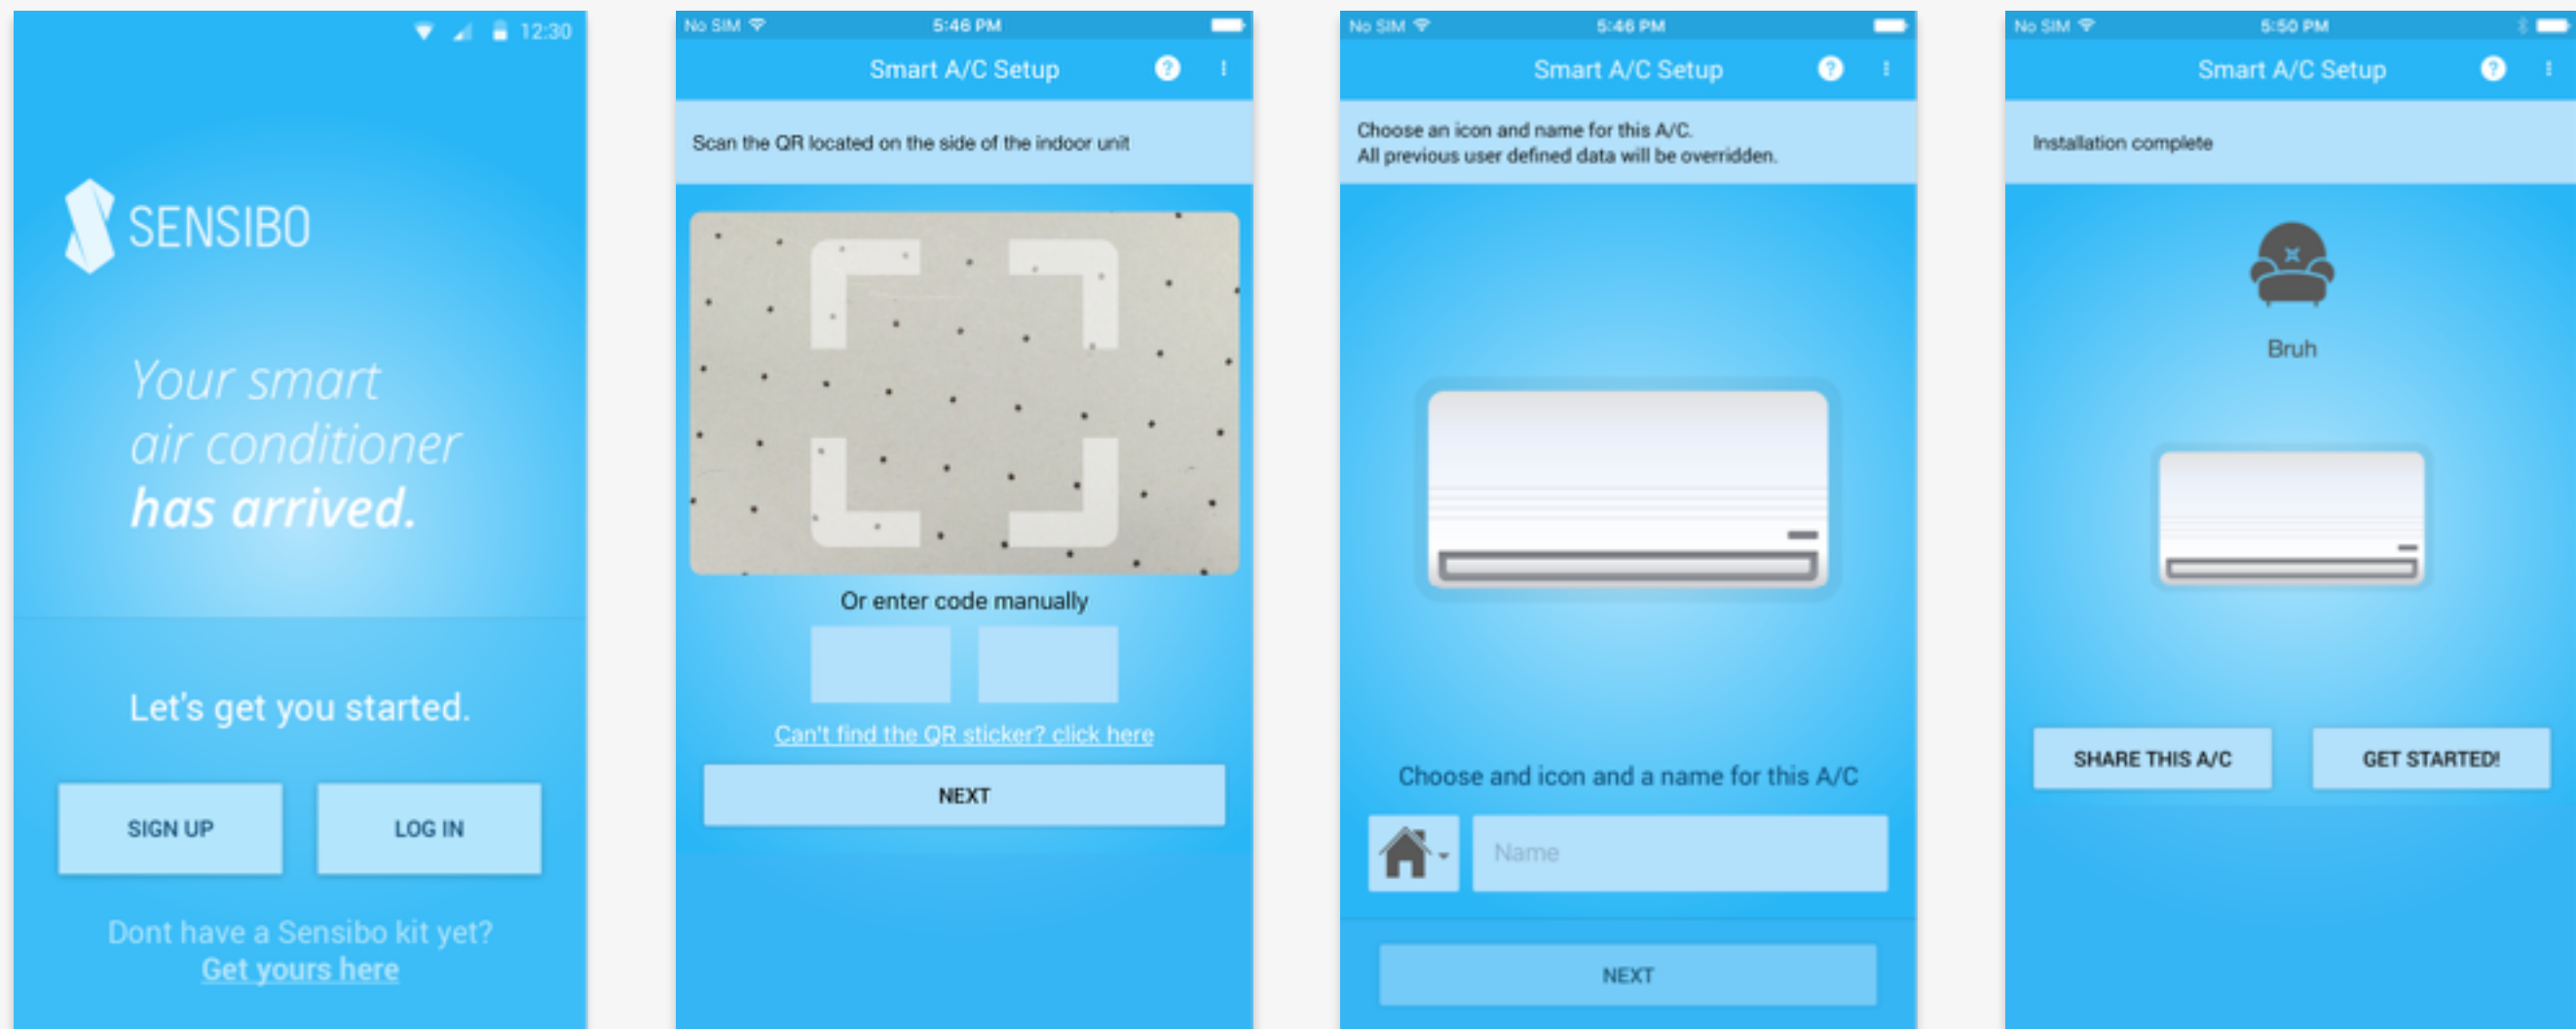 12:30
SENSIBO
Your smart
air conditioner
has arrived.
Let's get you started.
SIGN UP
LOG IN
Dont have a Sensibo kit yet?
Get yours here
No SIM
5:46 PM
Smart A/C Setup
?
Scan the QR located on the side of the indoor unit
Or enter code manually
Can't find the QR sticker? click here
NEXT
No SIM
5:46 PM
Smart A/C Setup
?
Choose an icon and name for this A/C.
All previous user defined data will be overridden.
Choose and icon and a name for this A/C
Name
NEXT
No SIM
5:50 PM
Smart A/C Setup
?
Installation complete
Bruh
SHARE THIS A/C
GET STARTED!